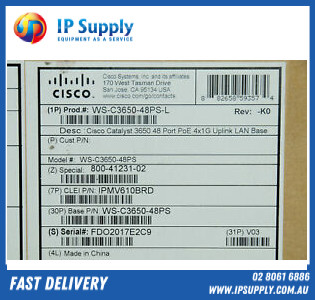 IP Supply
EQUIPMENT AS A SERVICE
Cisco Systems, Inc. and its affiliates
170 West Tasman Drive
San Jose, CA 95134 USA
www.cisco.com/go/contacts
CISCO
8 82658 59357 4
(1P) Prod.#: WS-C3650-48PS-L
Rev: -K0
Desc : Cisco Catalyst 3650 48 Port PoE 4x1G Uplink LAN Base
(P) Cust P/N:
Model #: WS-C3650-48PS
(Z) Special: 800-41231-02
(7P) CLEI P/N: IPMV610BRD
(30P) Base P/N: WS-C3650-48PS
(S) Serial#: FDO2017E2C9
(31P) V03
(4L) Made in China
FAST DELIVERY
02 8061 6886
WWW.IPSUPPLY.COM.AU